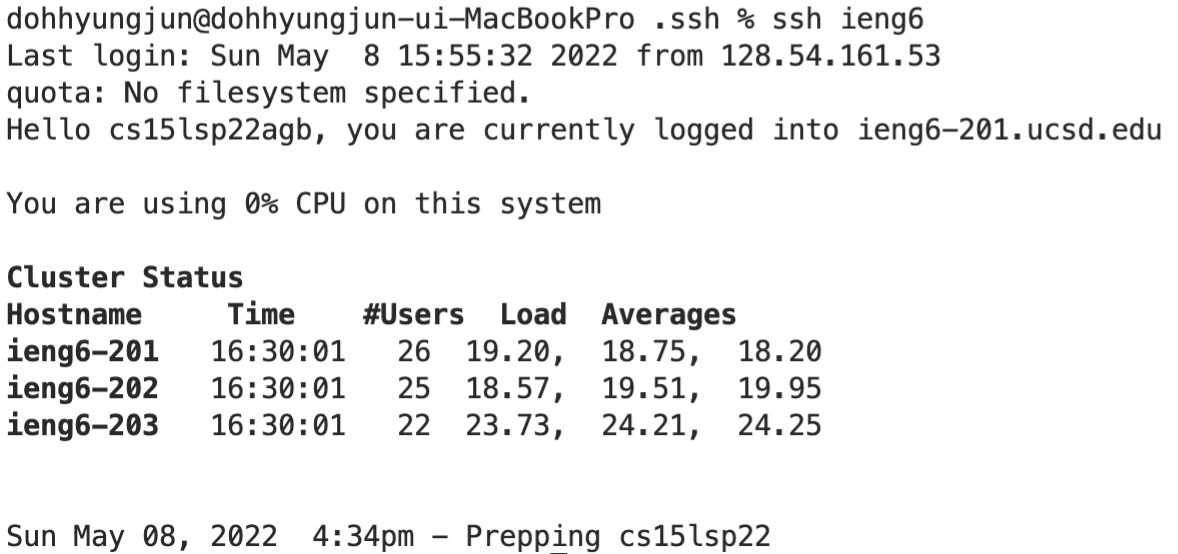 dohhyungjun@dohhyungjun-ui-MacBookPro .ssh % ssh ieng6
Last login: Sun May  8 15:55:32 2022 from 128.54.161.53
quota: No filesystem specified.
Hello cs15lsp22agb, you are currently logged into ieng6-201.ucsd.edu
You are using 0% CPU on this system
Cluster Status
Hostname     Time    #Users  Load  Averages
ieng6-201   16:30:01   26  19.20,  18.75,  18.20
ieng6-202   16:30:01   25  18.57,  19.51,  19.95
ieng6-203   16:30:01   22  23.73,  24.21,  24.25
Sun May 08, 2022  4:34pm - Prepping cs15lsp22